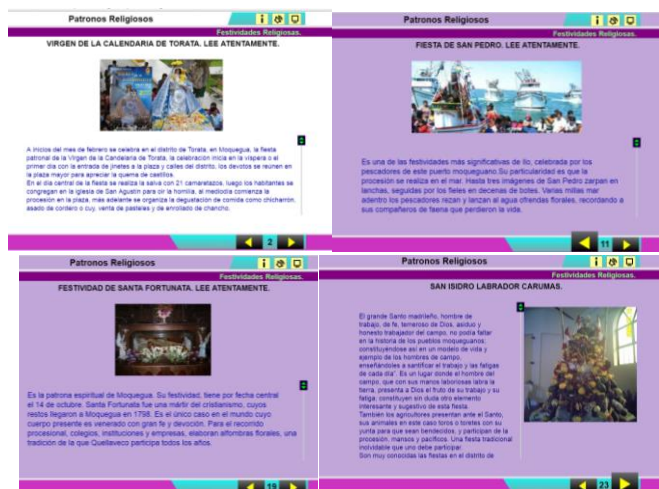 Patronos Religiosos
Festividades Religiosas.
VIRGEN DE LA CALENDARIA DE TORATA. LEE ATENTAMENTE.
A inicios del mes de febrero se celebra en el distrito de Torata, en Moquegua, la fiesta
patronal de la Virgen de la Candelaria de Torata, la celebración inicia en la víspera o el
primer día con la entrada de jinetes a la plaza y calles del distrito, los devotos se reúnen en
la plaza mayor para apreciar la quema de castillos.
En el día central de la fiesta se realiza la salva con 21 camaretazos, luego los habitantes se
congregan en la iglesia de San Agustín para oír la homilía, al mediodía comienza la
procesión en la plaza, más adelante se organiza la degustación de comida como chicharrón,
asado de cordero o cuy, venta de pasteles y de enrollado de chancho.
2
Patronos Religiosos
Festividades Religiosas.
FIESTA DE SAN PEDRO. LEE ATENTAMENTE.
Es una de las festividades más significativas de Ilo, celebrada por los
pescadores de este puerto moqueguano.Su particularidad es que la
procesión se realiza en el mar. Hasta tres imágenes de San Pedro zarpan en
lanchas, seguidas por los fieles en decenas de botes. Varias millas mar
adentro los pescadores rezan y lanzan al agua ofrendas florales, recordando a
sus compañeros de faena que perdieron la vida.
11
Patronos Religiosos
Festividades Religiosas.
FESTIVIDAD DE SANTA FORTUNATA. LEE ATENTAMENTE.
Es la patrona espiritual de Moquegua. Su festividad, tiene por fecha central
el 14 de octubre. Santa Fortunata fue una mártir del cristianismo, cuyos
restos llegaron a Moquegua en 1798. Es el único caso en el mundo cuyo
cuerpo presente es venerado con gran fe y devoción. Para el recorrido
procesional, colegios, instituciones y empresas, elaboran alfombras florales, una
tradición de la que Quellaveco participa todos los años.
19
Patronos Religiosos
Festividades Religiosas.
SAN ISIDRO LABRADOR CARUMAS.
El grande Santo madrileño, hombre de
trabajo, de fe, temeroso de Dios, asiduo y
honesto trabajador del campo, no podía faltar
en la historia de los pueblos moqueguanos;
constituyéndose así en un modelo de vida y
ejemplo de los hombres de campo,
enseñándoles a santificar el trabajo y las fatigas
de cada día". Es un lugar donde el hombre del
campo, que con sus manos laboriosas labra la
tierra, presenta a Dios el fruto de su trabajo y su
fatiga; constituyen sin duda otro elemento
interesante y sugestivo de esta fiesta.
También los agricultores presentan ante el Santo,
sus animales en este caso toros o toretes con su
yunta para que sean bendecidos, y participan de la
procesión, mansos y pacíficos. Una fiesta tradicional
inolvidable que uno debe participar.
Son muy conocidas las fiestas en el distrito de
23